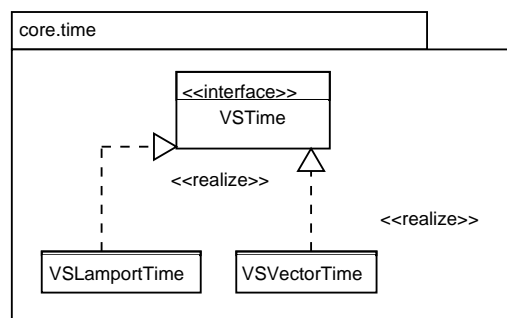 core.time
<<interface>>
VSTime
<<realize>>
<<realize>>
VSLamportTime
VSVectorTime